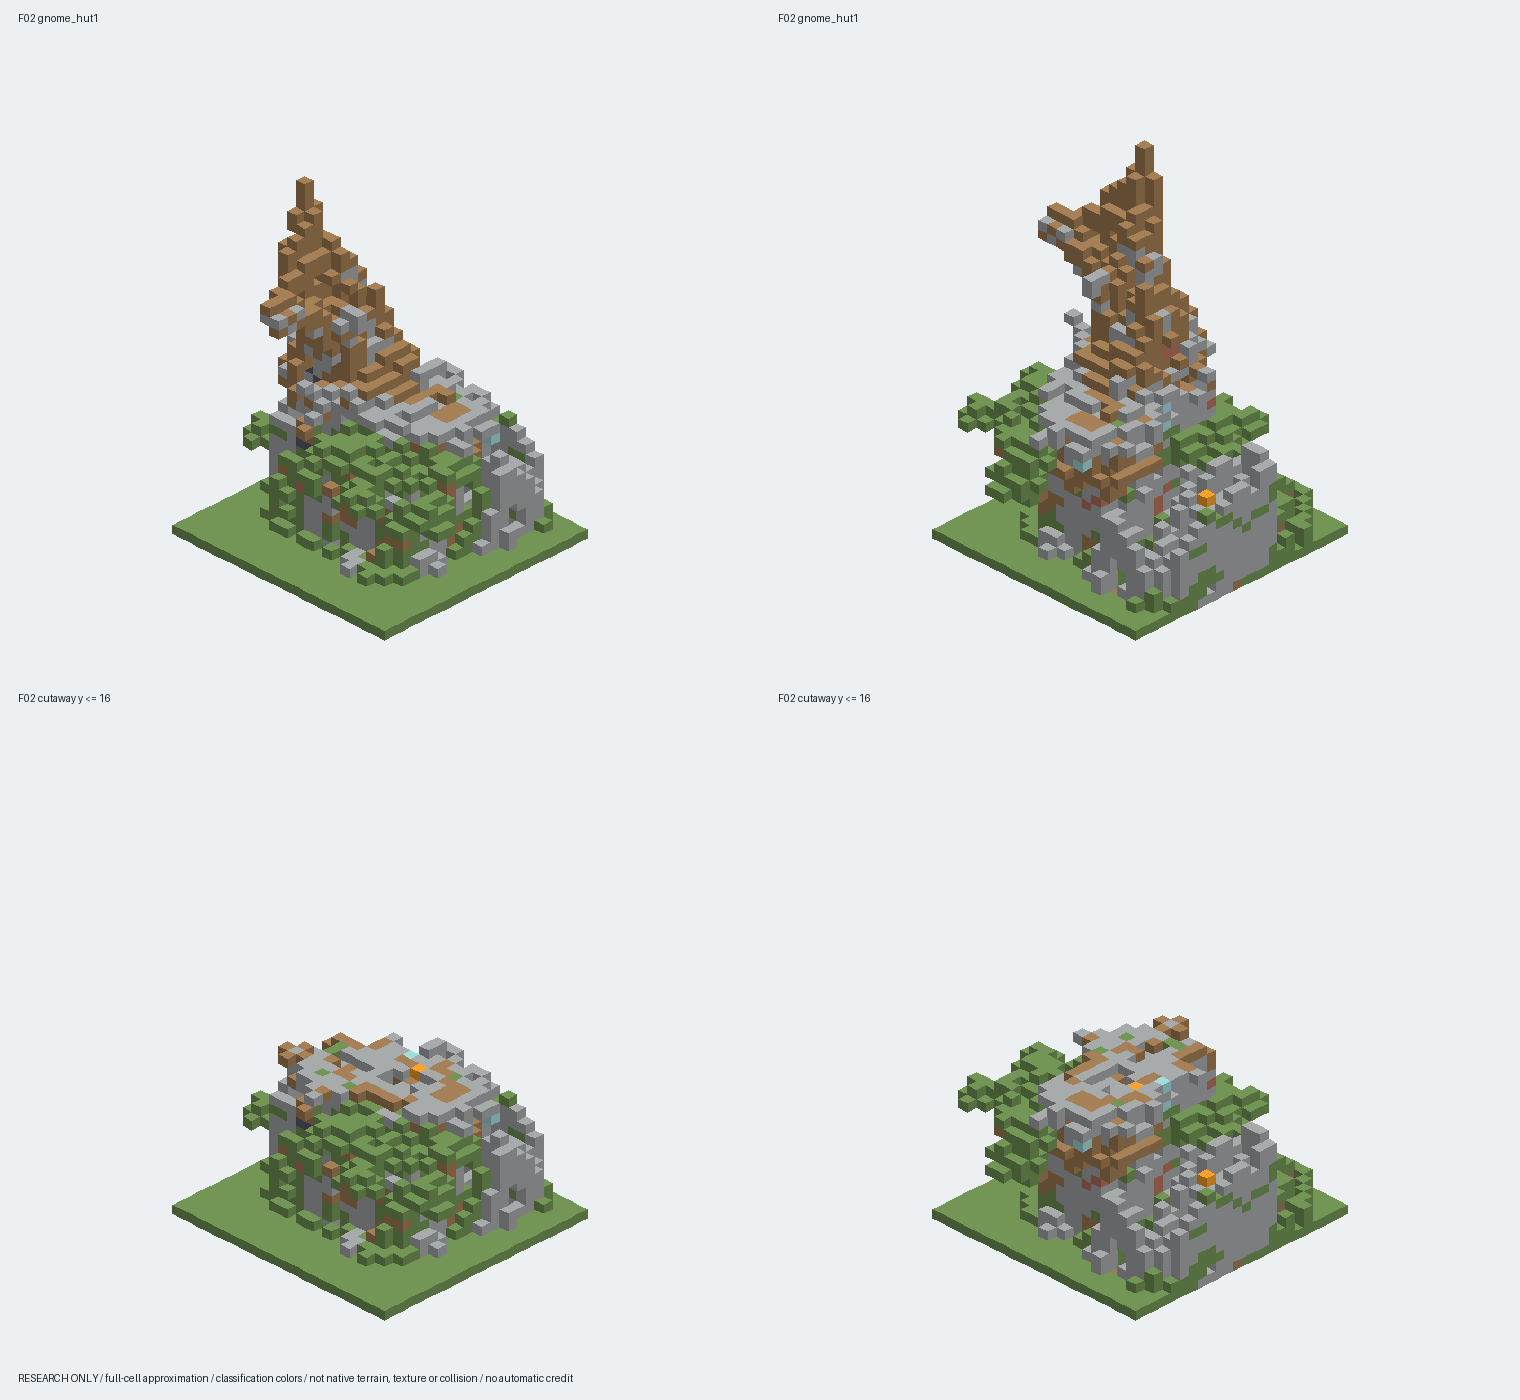 F02 gnome_hut1
F02 gnome_hut1
F02 cutaway y <= 16
F02 cutaway y <= 16
RESEARCH ONLY / full-cell approximation / classification colors / not native terrain, texture or collision / no automatic credit